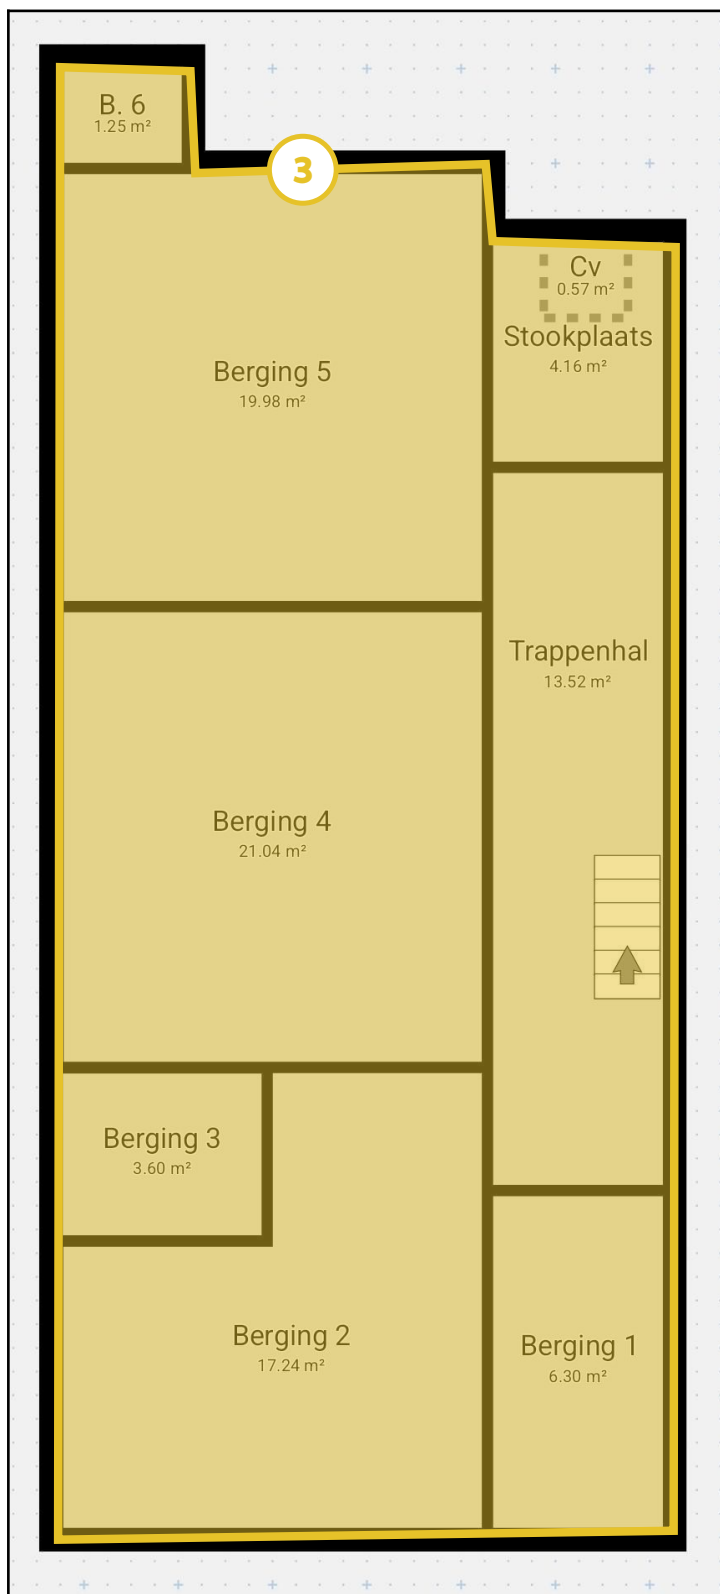 B. 6
1.25 m²
3
Cv
0.57 m²
Stookplaats
4.16 m²
Berging 5
19.98 m²
Trappenhal
13.52 m²
Berging 4
21.04 m²
Berging 3
3.60 m²
Berging 2
17.24 m²
Berging 1
6.30 m²